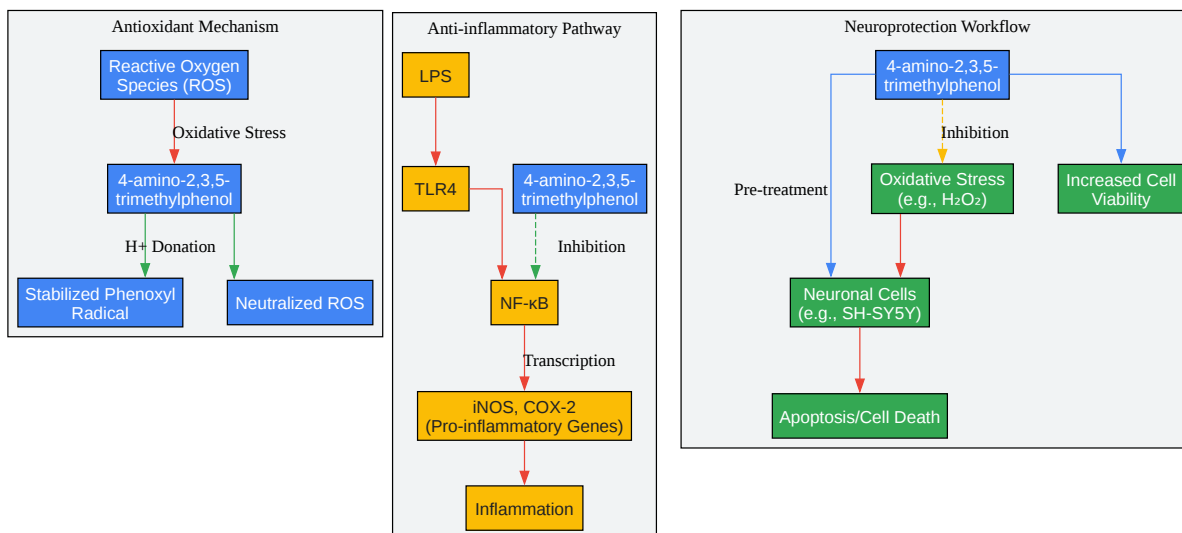 Antioxidant Mechanism
Reactive Oxygen
Species (ROS)
Oxidative Stress
4-amino-2,3,5-
trimethylphenol
H+ Donation
Stabilized Phenoxyl
Radical
Neutralized ROS
Anti-inflammatory Pathway
LPS
TLR4
4-amino-2,3,5-
trimethylphenol
Inhibition
NF-κB
Transcription
iNOS, COX-2
(Pro-inflammatory Genes)
Inflammation
Neuroprotection Workflow
4-amino-2,3,5-
trimethylphenol
Inhibition
Pre-treatment
Oxidative Stress
(e.g., H₂O₂)
Increased Cell
Viability
Neuronal Cells
(e.g., SH-SY5Y)
Apoptosis/Cell Death